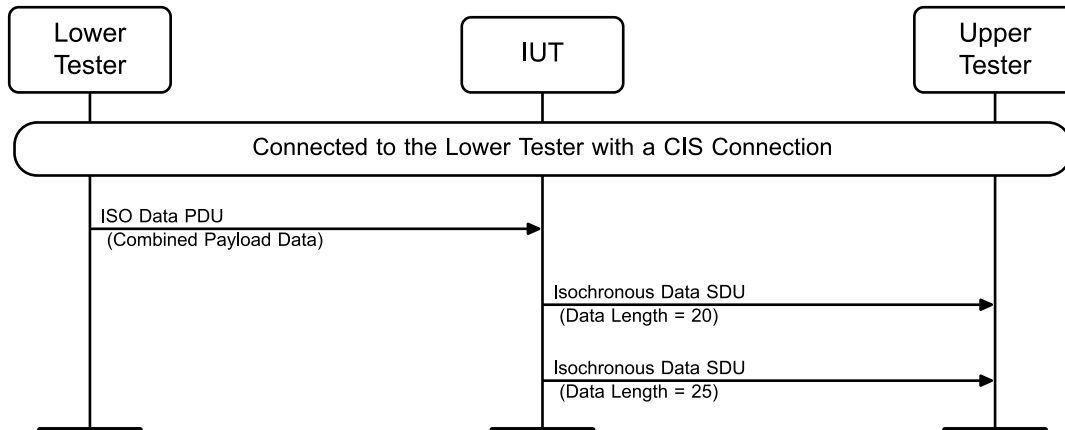 Lower
Tester
IUT
Upper
Tester
Connected to the Lower Tester with a CIS Connection
ISO Data PDU
(Combined Payload Data)
Isochronous Data SDU
(Data Length = 20)
Isochronous Data SDU
(Data Length = 25)